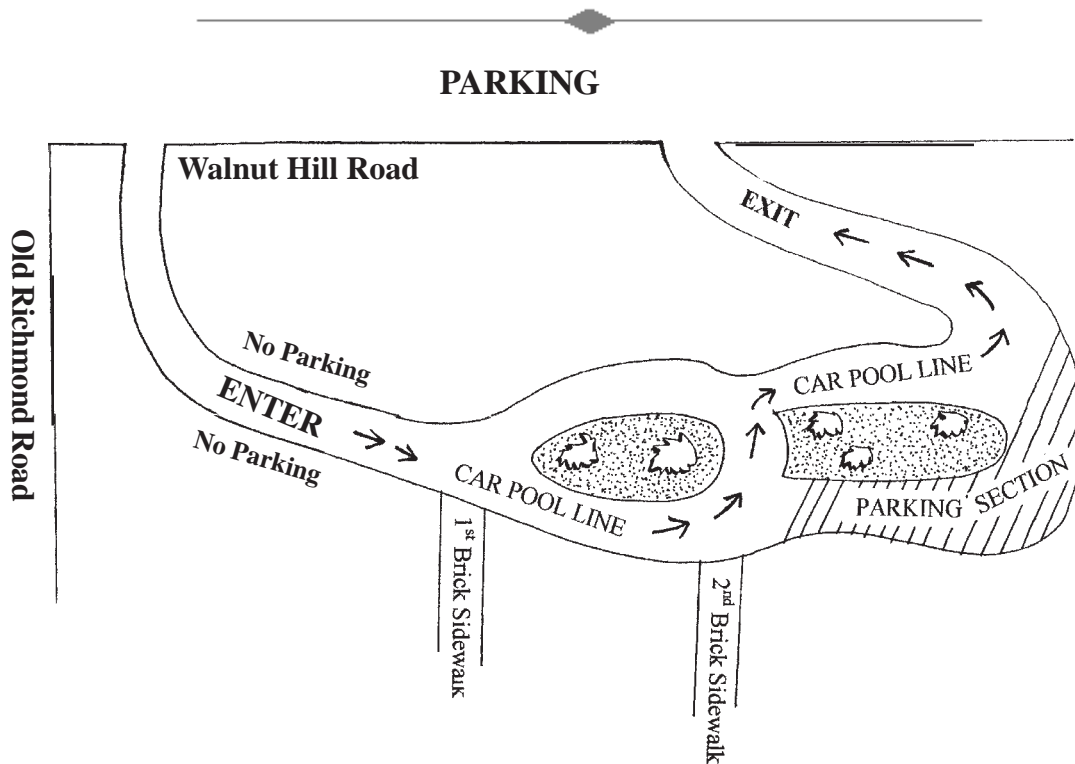 PARKING
Walnut Hill Road
EXIT
Old Richmond Road
No Parking
CAR POOL LINE
ENTER
No Parking
CAR POOL LINE
PARKING SECTION
1st Brick Sidewalk
2nd Brick Sidewalk